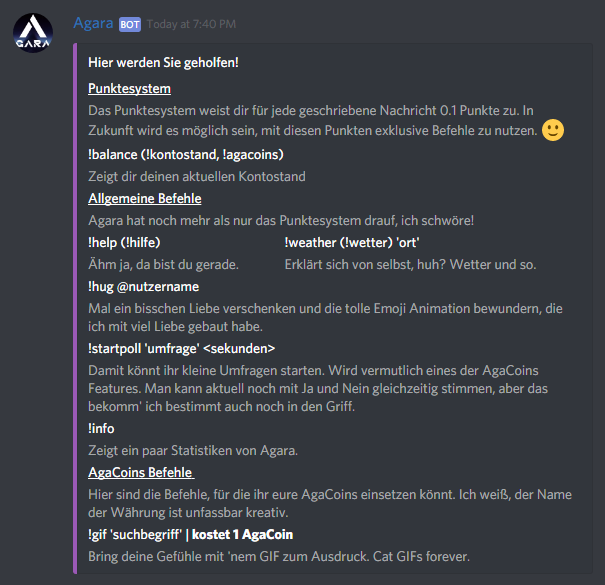 Agara BOT Today at 7:40 PM
GARA
Hier werden Sie geholfen!
Punktesystem
Das Punktesystem weist dir für jede geschriebene Nachricht 0.1 Punkte zu. In
Zukunft wird es möglich sein, mit diesen Punkten exklusive Befehle zu nutzen. 🙂
!balance (!kontostand, !agacoins)
Zeigt dir deinen aktuellen Kontostand
Allgemeine Befehle
Agara hat noch mehr als nur das Punktesystem drauf, ich schwöre!
!help (!hilfe)
Ähm ja, da bist du gerade.
!weather (!wetter) 'ort'
Erklärt sich von selbst, huh? Wetter und so.
!hug @nutzername
Mal ein bisschen Liebe verschenken und die tolle Emoji Animation bewundern, die
ich mit viel Liebe gebaut habe.
!startpoll 'umfrage' <sekunden>
Damit könnt ihr kleine Umfragen starten. Wird vermutlich eines der AgaCoins
Features. Man kann aktuell noch mit Ja und Nein gleichzeitig stimmen, aber das
bekomm' ich bestimmt auch noch in den Griff.
!info
Zeigt ein paar Statistiken von Agara.
AgaCoins Befehle
Hier sind die Befehle, für die ihr eure AgaCoins einsetzen könnt. Ich weiß, der Name
der Währung ist unfassbar kreativ.
!gif 'suchbegriff' | kostet 1 AgaCoin
Bring deine Gefühle mit 'nem GIF zum Ausdruck. Cat GIFs forever.